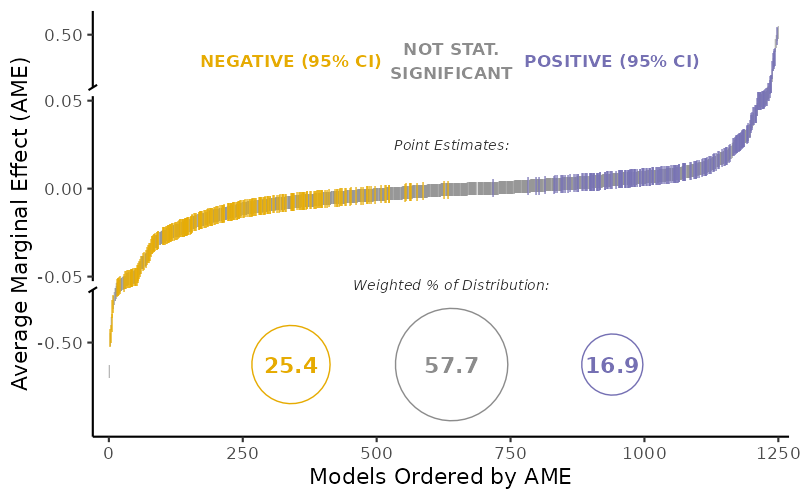 0.50
NEGATIVE (95% CI)
NOT STAT.
SIGNIFICANT
POSITIVE (95% CI)
0.05
Point Estimates:
0.00
-0.05
Weighted % of Distribution:
-0.50
25.4
57.7
16.9
Average Marginal Effect (AME)
0
250
500
750
1000
1250
Models Ordered by AME